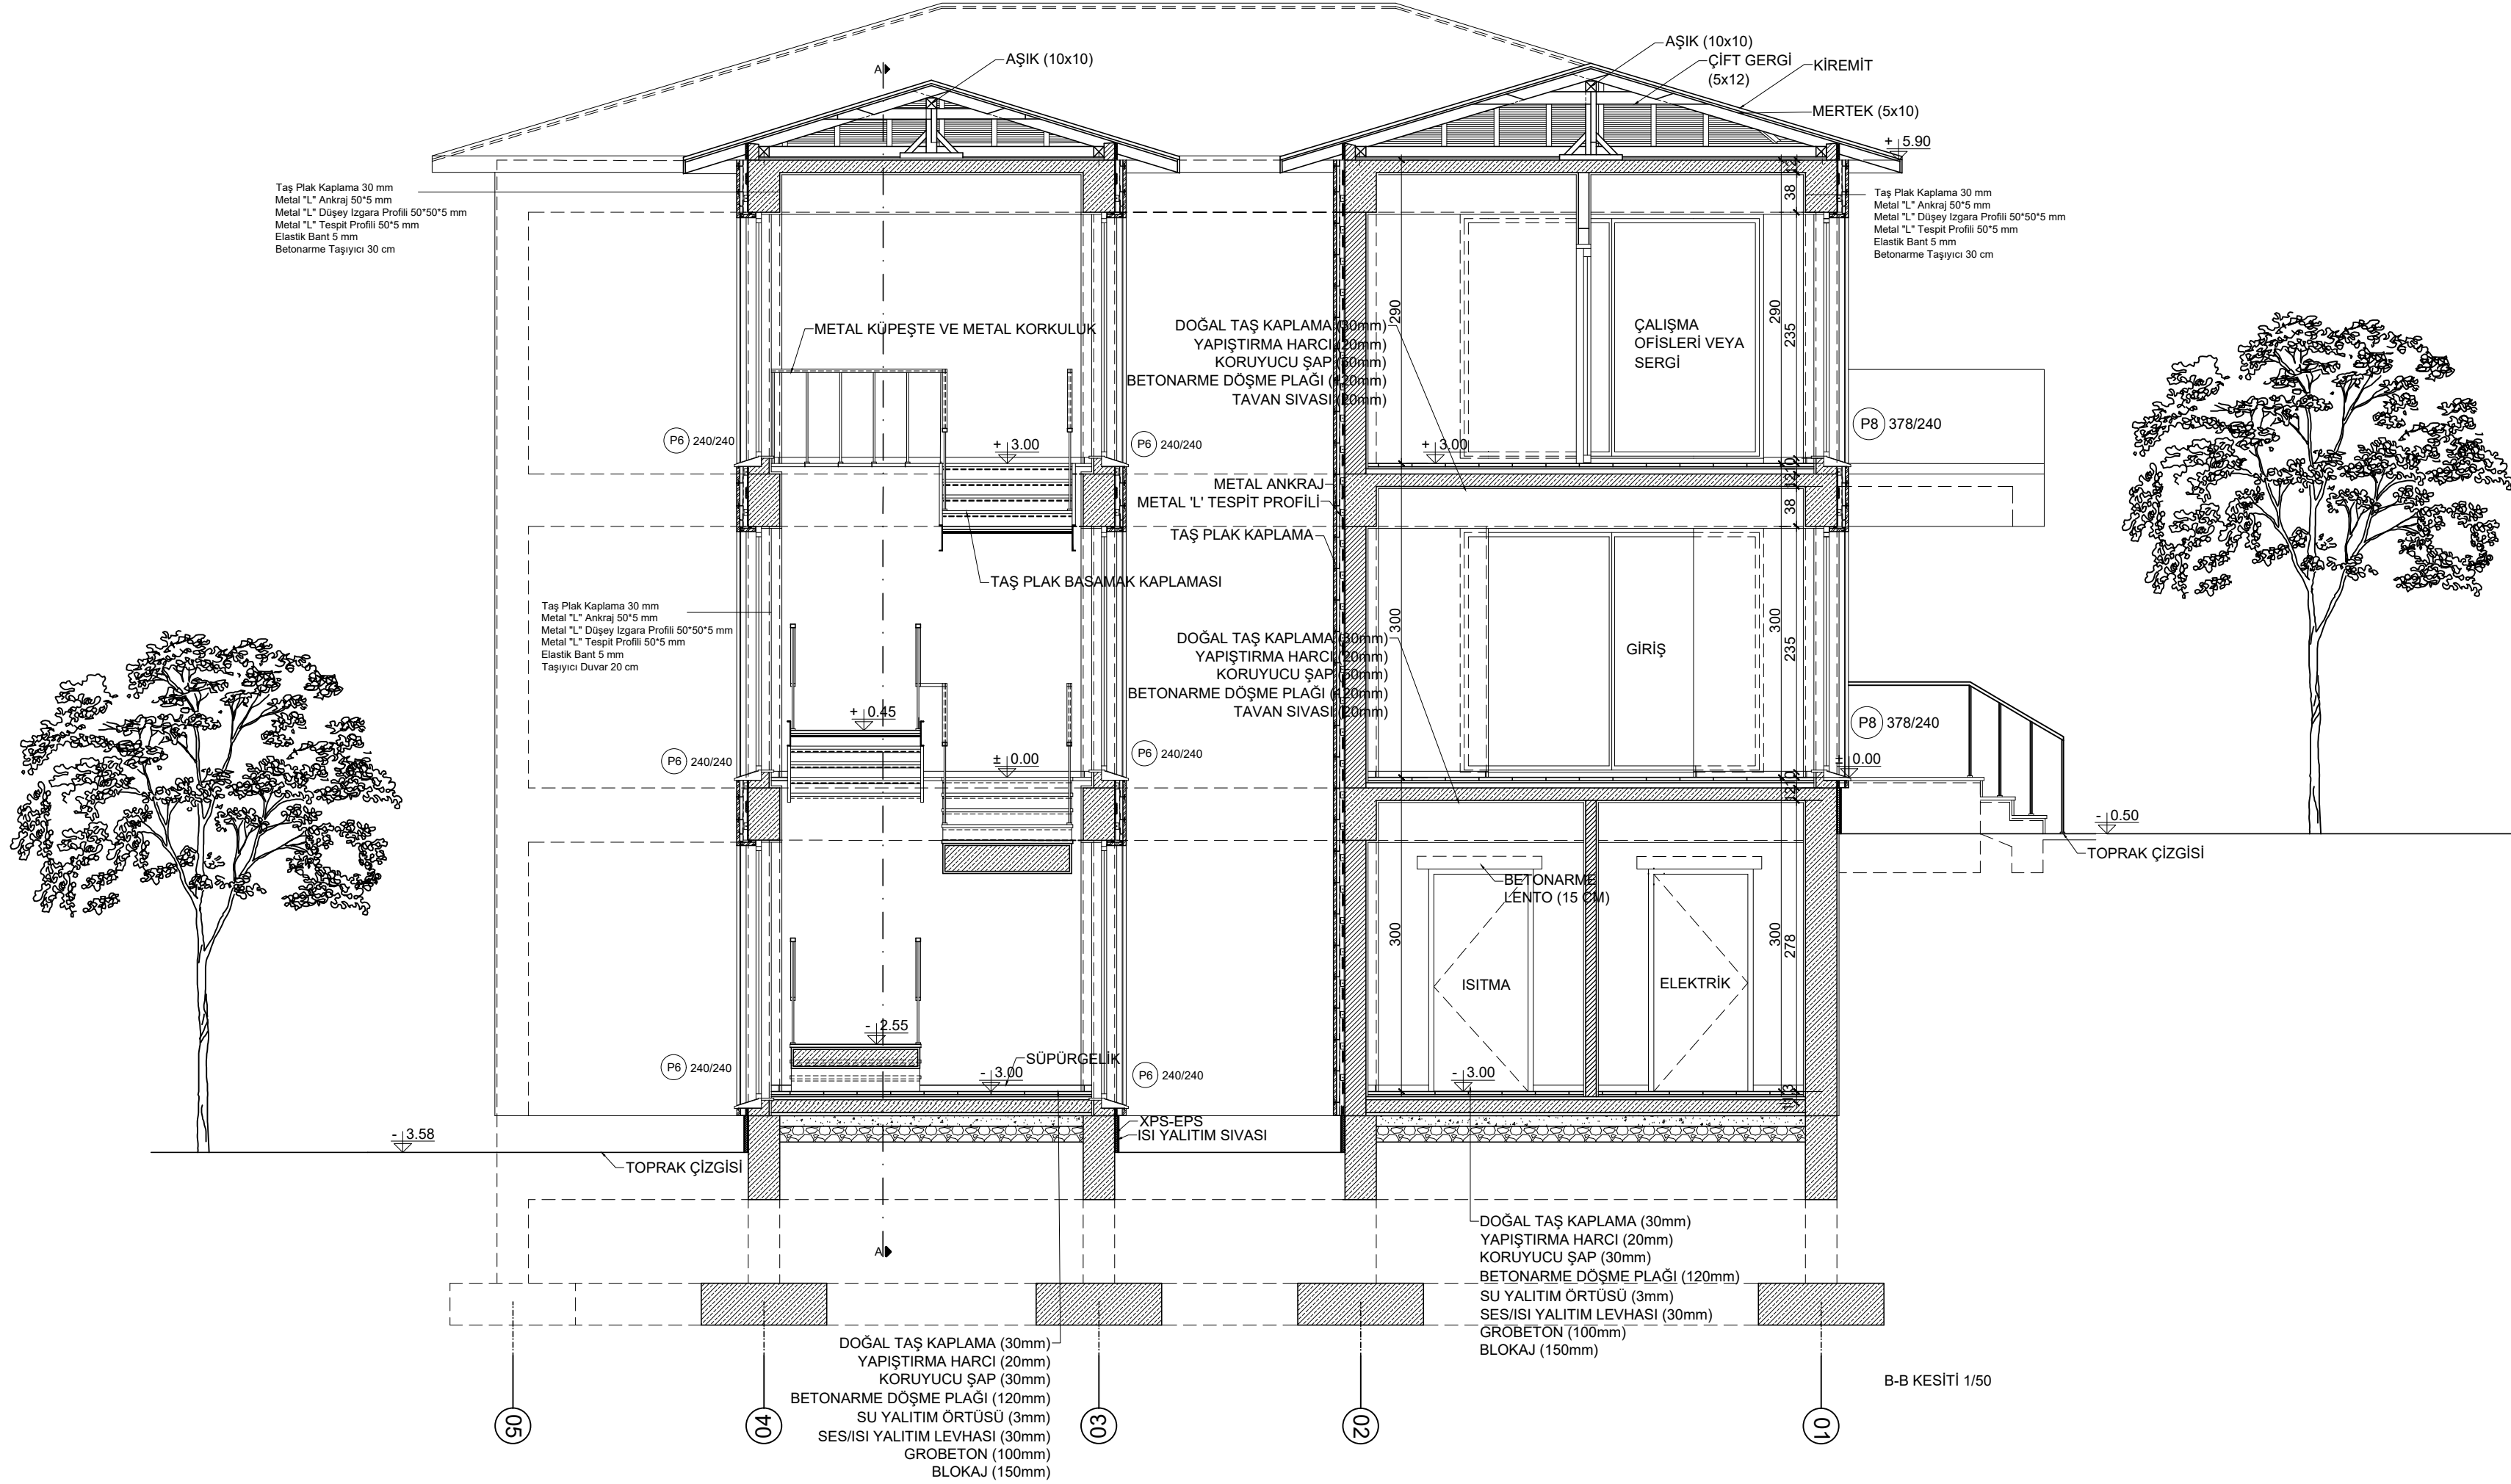 AŞIK (10x10)
A
AŞIK (10x10)
ÇİFT GERGİ
(5x12)
KİREMİT
MERTEK (5x10)
+ 5.90
Taş Plak Kaplama 30 mm
Metal "L" Ankraj 50*5 mm
Metal "L" Düşey Izgara Profili 50*50*5 mm
Metal "L" Tespit Profili 50*5 mm
Elastik Bant 5 mm
Betonarme Taşıyıcı 30 cm
12
38
Taş Plak Kaplama 30 mm
Metal "L" Ankraj 50*5 mm
Metal "L" Düşey Izgara Profili 50*50*5 mm
Metal "L" Tespit Profili 50*5 mm
Elastik Bant 5 mm
Betonarme Taşıyıcı 30 cm
METAL KÜPEŞTE VE METAL KORKULUK
DOĞAL TAŞ KAPLAMA (30mm)
YAPIŞTIRMA HARCI (20mm)
KORUYUCU ŞAP (50mm)
BETONARME DÖŞME PLAĞI (120mm)
TAVAN SIVASI (20mm)
290
ÇALIŞMA
OFİSLERİ VEYA
SERGİ
290
235
P6 240/240
+ 3.00
P6 240/240
+ 3.00
P8 378/240
METAL ANKRAJ
METAL 'L' TESPİT PROFİLİ
TAŞ PLAK KAPLAMA
12
10
38
TAŞ PLAK BASAMAK KAPLAMASI
Taş Plak Kaplama 30 mm
Metal "L" Ankraj 50*5 mm
Metal "L" Düşey Izgara Profili 50*50*5 mm
Metal "L" Tespit Profili 50*5 mm
Elastik Bant 5 mm
Taşıyıcı Duvar 20 cm
DOĞAL TAŞ KAPLAMA (30mm)
YAPIŞTIRMA HARCI (20mm)
KORUYUCU ŞAP (50mm)
BETONARME DÖŞME PLAĞI (120mm)
TAVAN SIVASI (20mm)
300
GİRİŞ
300
235
+ 0.45
P6 240/240
± 0.00
P6 240/240
± 0.00
P8 378/240
12
10
- 0.50
TOPRAK ÇİZGİSİ
BETONARME
LENTO (15 CM)
300
ISITMA
ELEKTRİK
300
278
- 2.55
P6 240/240
SÜPÜRGELİK
- 3.00
P6 240/240
- 3.00
XPS-EPS
ISI YALITIM SIVASI
- 3.58
TOPRAK ÇİZGİSİ
A
DOĞAL TAŞ KAPLAMA (30mm)
YAPIŞTIRMA HARCI (20mm)
KORUYUCU ŞAP (30mm)
BETONARME DÖŞME PLAĞI (120mm)
SU YALITIM ÖRTÜSÜ (3mm)
SES/ISI YALITIM LEVHASI (30mm)
GROBETON (100mm)
BLOKAJ (150mm)
DOĞAL TAŞ KAPLAMA (30mm)
YAPIŞTIRMA HARCI (20mm)
KORUYUCU ŞAP (30mm)
BETONARME DÖŞME PLAĞI (120mm)
SU YALITIM ÖRTÜSÜ (3mm)
SES/ISI YALITIM LEVHASI (30mm)
GROBETON (100mm)
BLOKAJ (150mm)
B-B KESİTİ 1/50
05
04
03
02
01